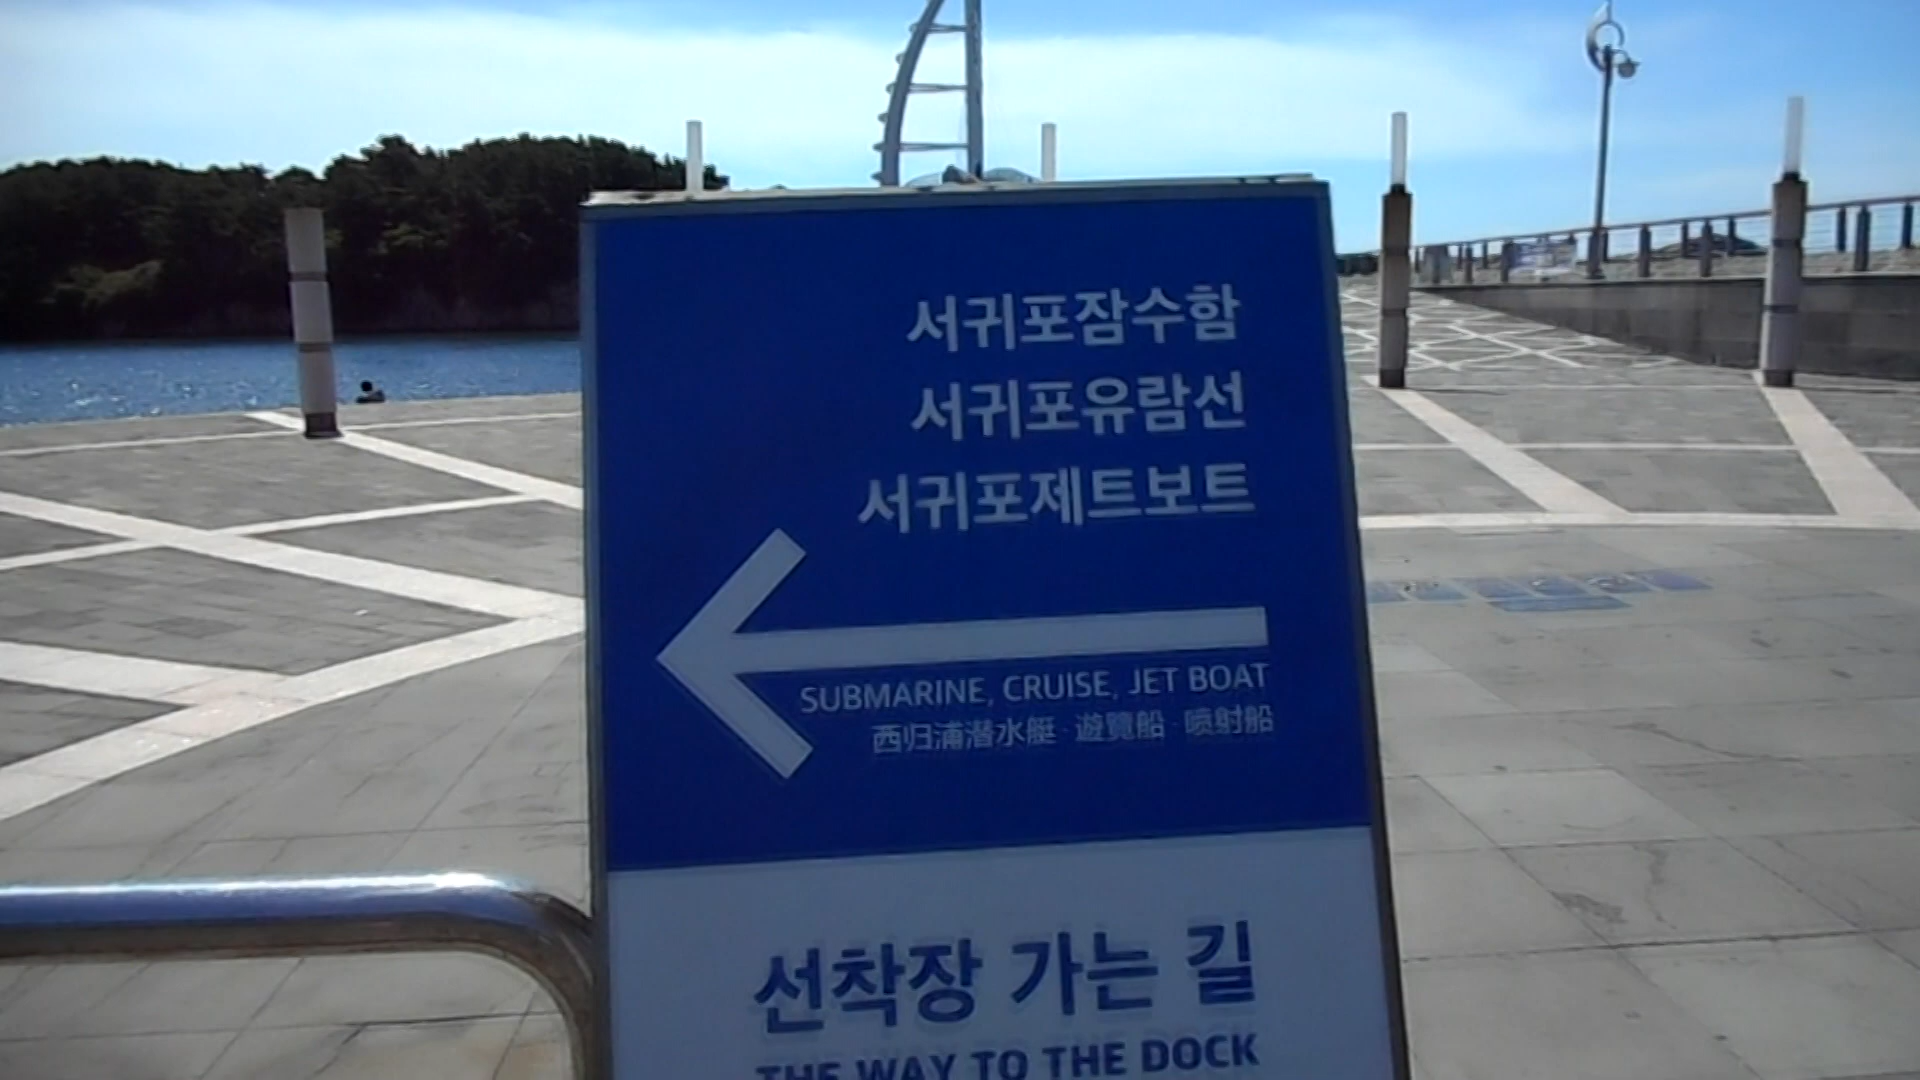 서귀포잠수함
서귀포유람선
서귀포제트보트
SUBMARINE, CRUISE, JET BOAT
西归浦潜水艇·遊覽船·喷射船
선착장 가는 길
THE WAY TO THE DOCK